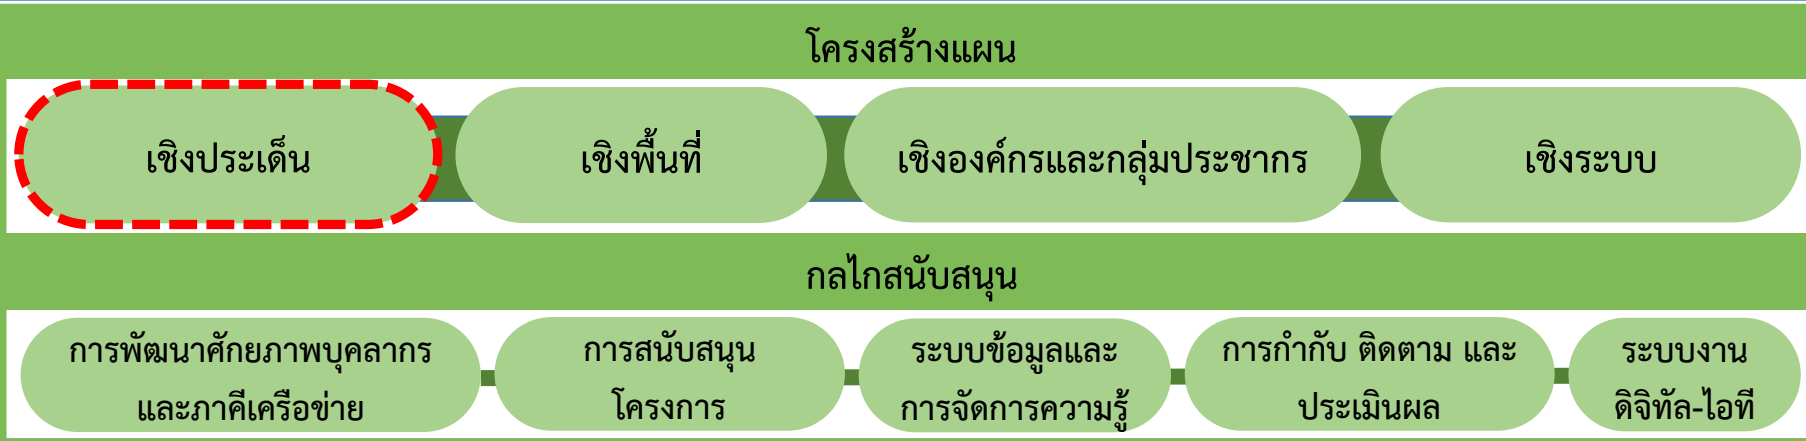 โครงสร้างแผน
เชิงประเด็น
เชิงพื้นที่
เชิงองค์กรและกลุ่มประชากร
เชิงระบบ
กลไกสนับสนุน
การพัฒนาศักยภาพบุคลากร
และภาคีเครือข่าย
การสนับสนุน
โครงการ
ระบบข้อมูลและ
การจัดการความรู้
การกำกับ ติดตาม และ
ประเมินผล
ระบบงาน
ดิจิทัล-ไอที